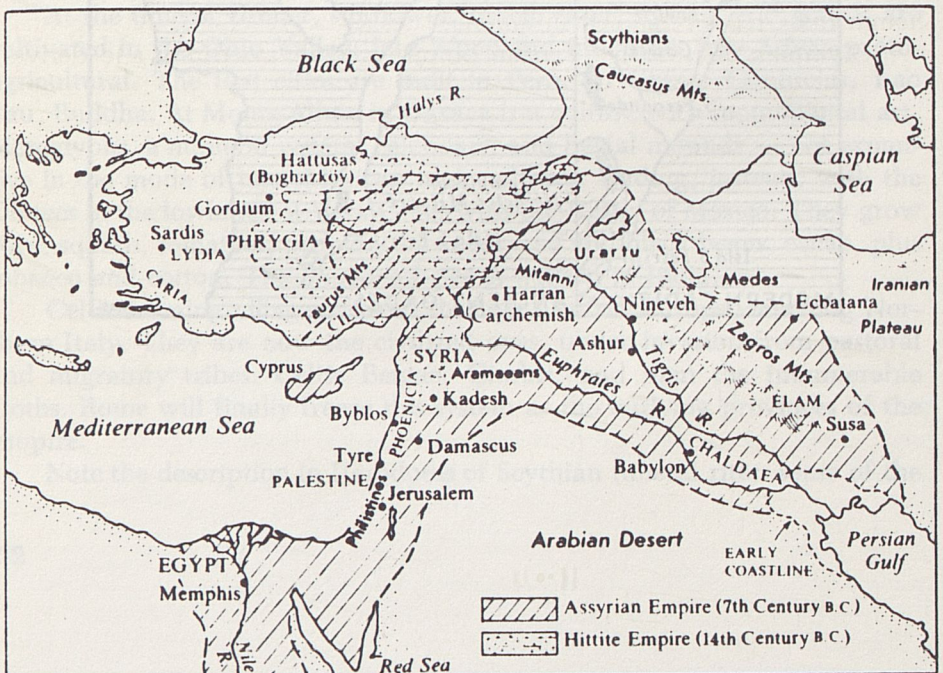 Scythians
Black Sea
Caucasus Mts.
Halys R.
Caspian
Sea
Hattusas
(Boghazköy)
Gordium
Sardis
LYDIA
PHRYGIA
CARIA
Taurus Mts.
CILICIA
Urartu
Mitanni
Harran
Carchemish
Nineveh
Medes
Ecbatana
Iranian
Plateau
Ashur
Tigris
R.
Zagros Mts.
SYRIA
Aramaeans
Euphrates
Cyprus
Kadesh
ELAM
Susa
Byblos
PHOENICIA
Mediterranean Sea
Damascus
Babylon
CHALDAEA
Tyre
PALESTINE
Philistines
Jerusalem
Arabian Desert
Persian
Gulf
EARLY
COASTLINE
EGYPT
Memphis
Nile
R.
Red Sea
Assyrian Empire (7th Century B.C.)
Hittite Empire (14th Century B.C.)